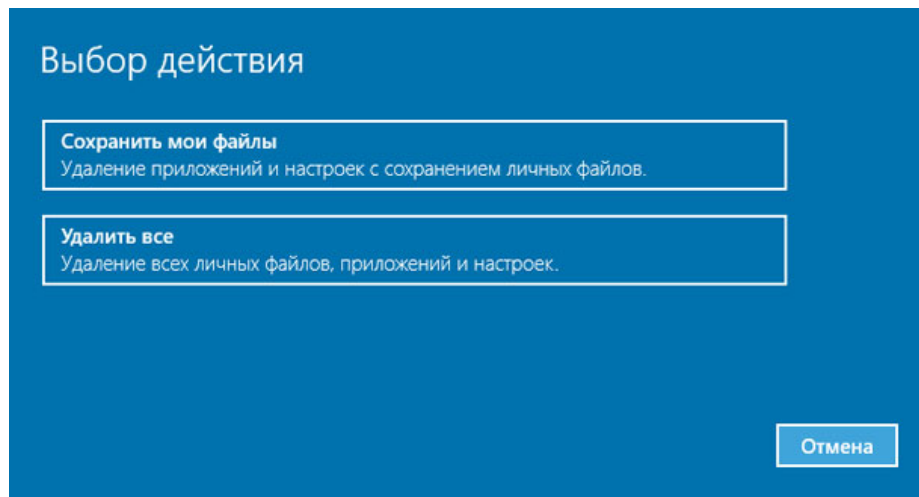 Выбор действия
Сохранить мои файлы
Удаление приложений и настроек с сохранением личных файлов.
Удалить все
Удаление всех личных файлов, приложений и настроек.
Отмена